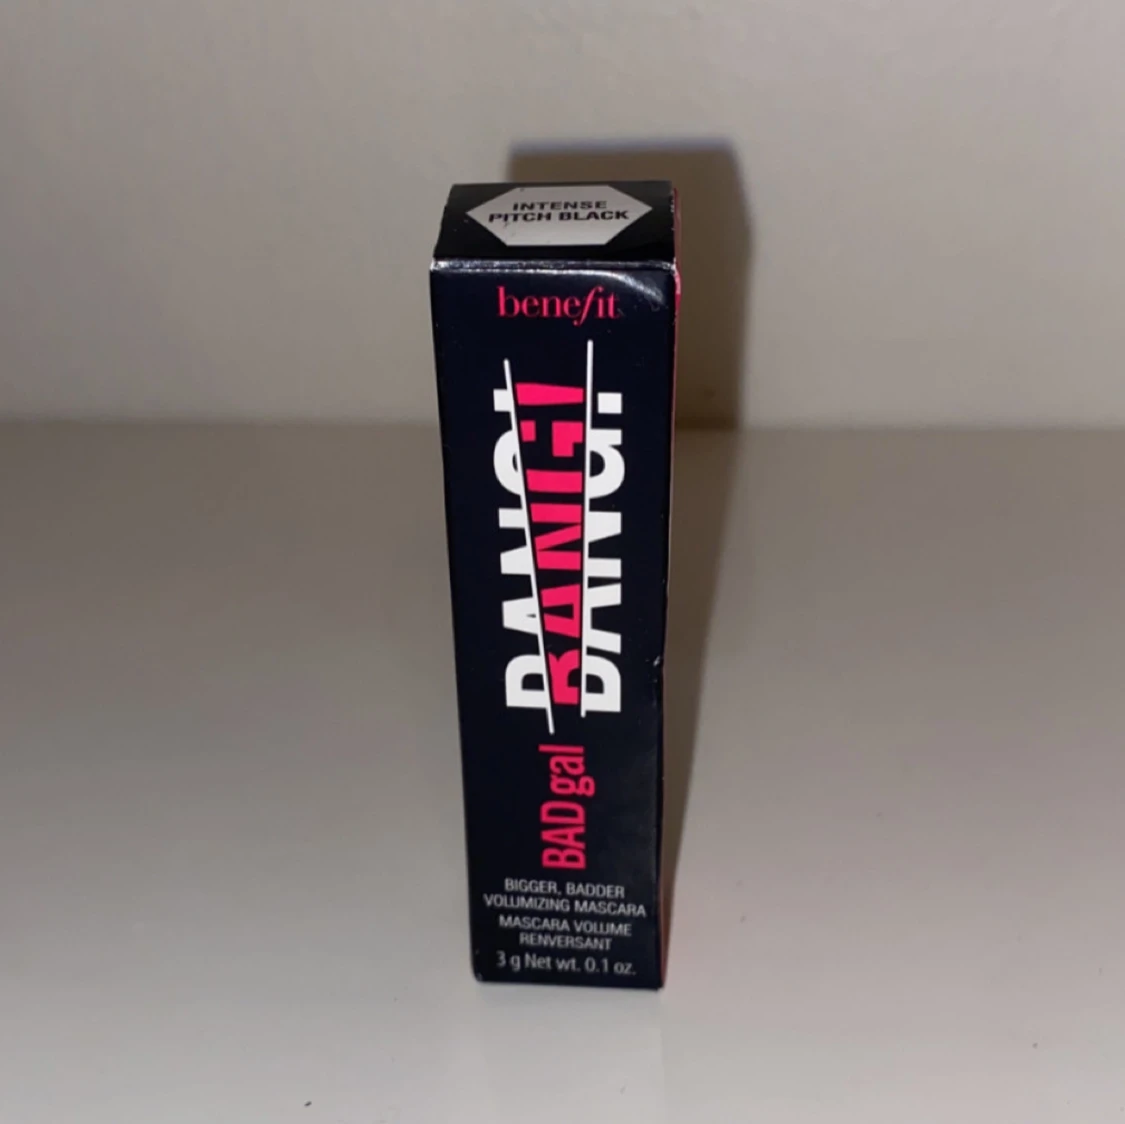 INTENSE
PITCH BLACK
benefit
BANG!
BADgal
BIGGER, BADDER
VOLUMIZING MASCARA
MASCARA VOLUME
RENVERSANT
3 g Net wt. 0.1 oz.